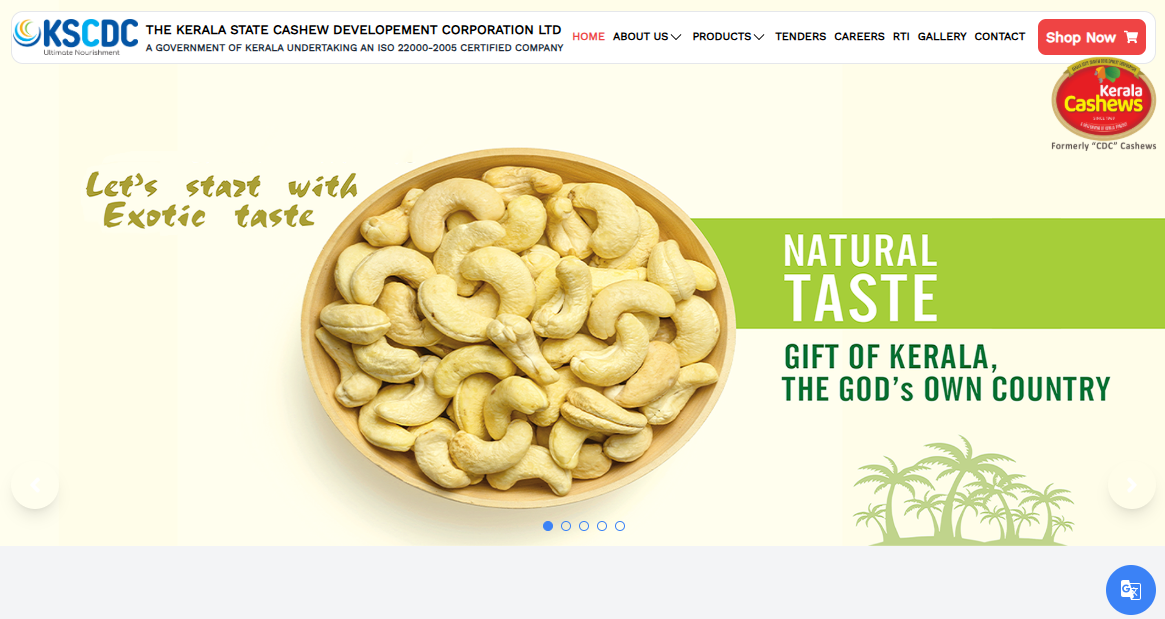 KSCDC
Ultimate Nourishment
THE KERALA STATE CASHEW DEVELOPEMENT CORPORATION LTD
A GOVERNMENT OF KERALA UNDERTAKING AN ISO 22000-2005 CERTIFIED COMPANY
HOME ABOUT US PRODUCTS TENDERS CAREERS RTI GALLERY CONTACT
Shop Now
Kerala
Cashews
SINCE 1969
Formerly "CDC" Cashews
Let's start with
Exotic taste
NATURAL
TASTE
GIFT OF KERALA,
THE GOD's OWN COUNTRY